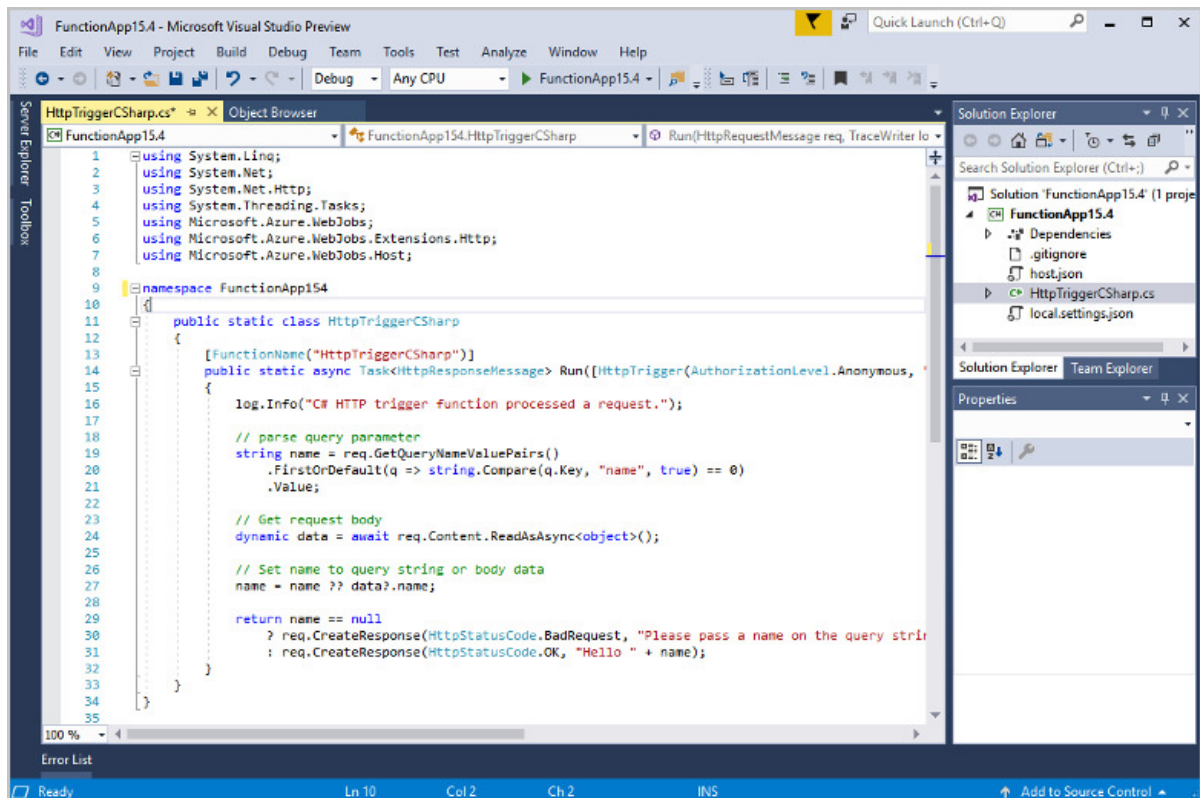 FunctionApp15.4 - Microsoft Visual Studio Preview
Quick Launch (Ctrl+Q)
File Edit View Project Build Debug Team Tools Test Analyze Window Help
Debug Any CPU FunctionApp15.4
Server Explorer
Toolbox
HttpTriggerCSharp.cs* Object Browser
FunctionApp15.4 FunctionApp154.HttpTriggerCSharp Run(HttpRequestMessage req, TraceWriter lo
1 using System.Linq;
2 using System.Net;
3 using System.Net.Http;
4 using System.Threading.Tasks;
5 using Microsoft.Azure.WebJobs;
6 using Microsoft.Azure.WebJobs.Extensions.Http;
7 using Microsoft.Azure.WebJobs.Host;
8
9 namespace FunctionApp154
10 {
11 public static class HttpTriggerCSharp
12 {
13 [FunctionName("HttpTriggerCSharp")]
14 public static async Task<HttpResponseMessage> Run([HttpTrigger(AuthorizationLevel.Anonymous, "
15 {
16 log.Info("C# HTTP trigger function processed a request.");
17
18 // parse query parameter
19 string name = req.GetQueryNameValuePairs()
20 .FirstOrDefault(q => string.Compare(q.Key, "name", true) == 0)
21 .Value;
22
23 // Get request body
24 dynamic data = await req.Content.ReadAsAsync<object>();
25
26 // Set name to query string or body data
27 name = name ?? data?.name;
28
29 return name == null
30 ? req.CreateResponse(HttpStatusCode.BadRequest, "Please pass a name on the query strin
31 : req.CreateResponse(HttpStatusCode.OK, "Hello " + name);
32 }
33 }
34 }
35
100 %
Solution Explorer
Search Solution Explorer (Ctrl+;)
Solution 'FunctionApp15.4' (1 proje
FunctionApp15.4
Dependencies
.gitignore
host.json
HttpTriggerCSharp.cs
local.settings.json
Solution Explorer Team Explorer
Properties
Error List
Ready Ln 10 Col 2 Ch 2 INS Add to Source Control